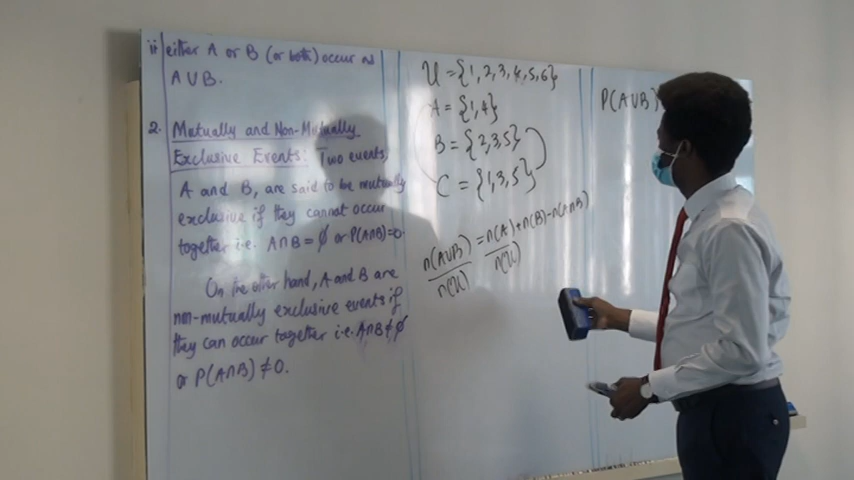 ii either A or B (or both) occur as
A∪B.
2. Mutually and Non-Mutually
Exclusive Events: Two events,
A and B, are said to be mutually
exclusive if they cannot occur
together i.e. A∩B = ∅ or P(A∩B)=0.
On the other hand, A and B are
non-mutually exclusive events if
they can occur together i.e. A∩B ≠ ∅
or P(A∩B) ≠ 0.
U = {1,2,3,4,5,6}
A = {1,4}
B = {2,3,5}
C = {1,3,5}
n(A∪B) = n(A)+n(B)-n(A∩B)
n(U) n(U)
P(A∪B)